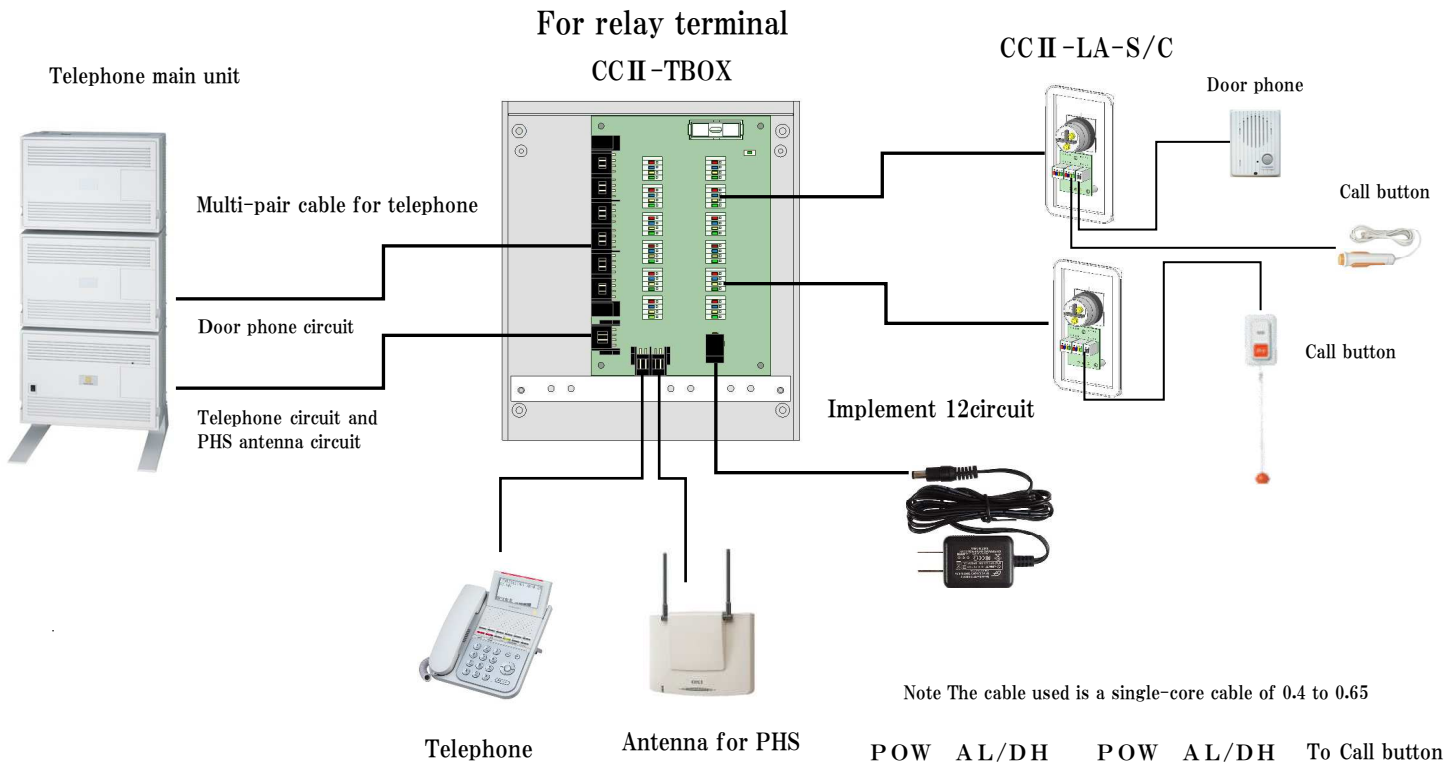 For relay terminal
CCⅡ-TBOX
CCⅡ-LA-S/C
Telephone main unit
Door phone
Call button
Multi-pair cable for telephone
Door phone circuit
Call button
Implement 12circuit
Telephone circuit and
PHS antenna circuit
Note The cable used is a single-core cable of 0.4 to 0.65
Telephone
Antenna for PHS
POW AL/DH POW AL/DH To Call button